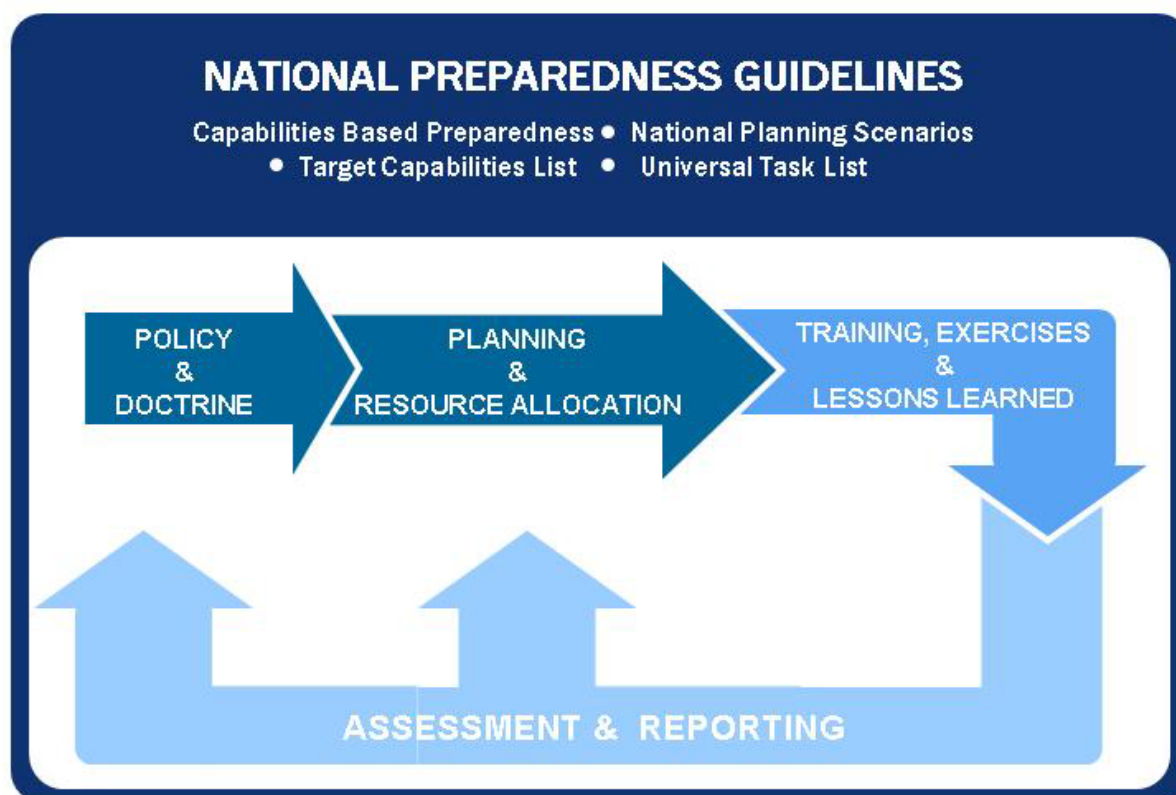 NATIONAL PREPAREDNESS GUIDELINES
Capabilities Based Preparedness • National Planning Scenarios
• Target Capabilities List • Universal Task List
POLICY
&
DOCTRINE
PLANNING
&
RESOURCE ALLOCATION
TRAINING, EXERCISES
&
LESSONS LEARNED
ASSESSMENT & REPORTING